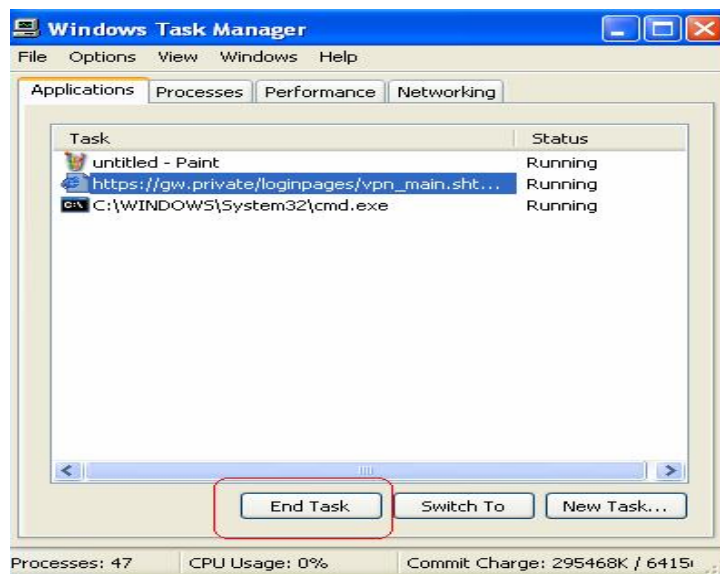 Windows Task Manager
File Options View Windows Help
Applications Processes Performance Networking
Task Status
untitled - Paint Running
https://gw.private/loginpages/vpn_main.sht... Running
C:\WINDOWS\System32\cmd.exe Running
End Task Switch To New Task...
Processes: 47 CPU Usage: 0% Commit Charge: 295468K / 6415